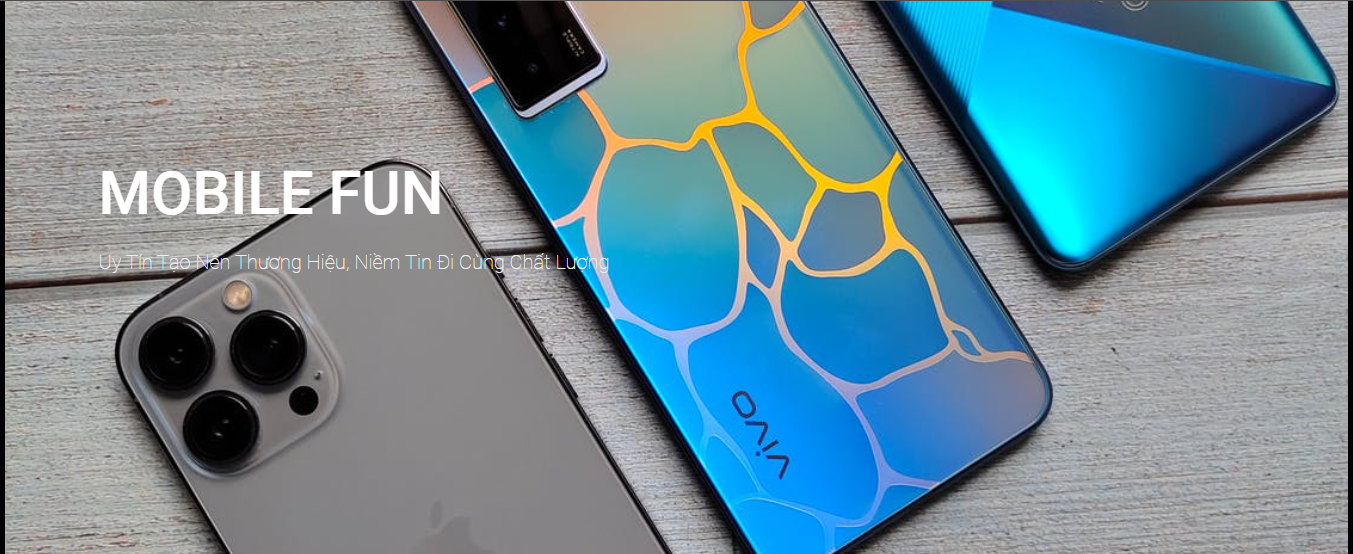 MOBILE FUN
Uy Tín Tạo Nên Thương Hiệu, Niềm Tin Đi Cùng Chất Lượng
vivo